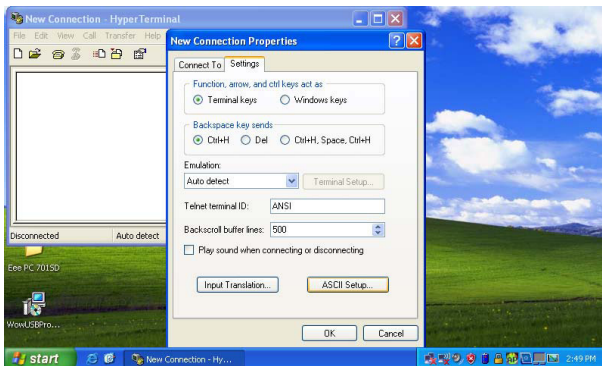 New Connection - HyperTerminal
File Edit View Call Transfer Help
New Connection Properties
Connect To Settings
Function, arrow, and ctrl keys act as
Terminal keys Windows keys
Backspace key sends
Ctrl+H Del Ctrl+H, Space, Ctrl+H
Emulation:
Auto detect Terminal Setup...
Telnet terminal ID: ANSI
Backscroll buffer lines: 500
Play sound when connecting or disconnecting
Input Translation... ASCII Setup...
OK Cancel
Disconnected Auto detect
Eee PC 701SD
WowUSBPro...
start New Connection - Hy... 2:49 PM